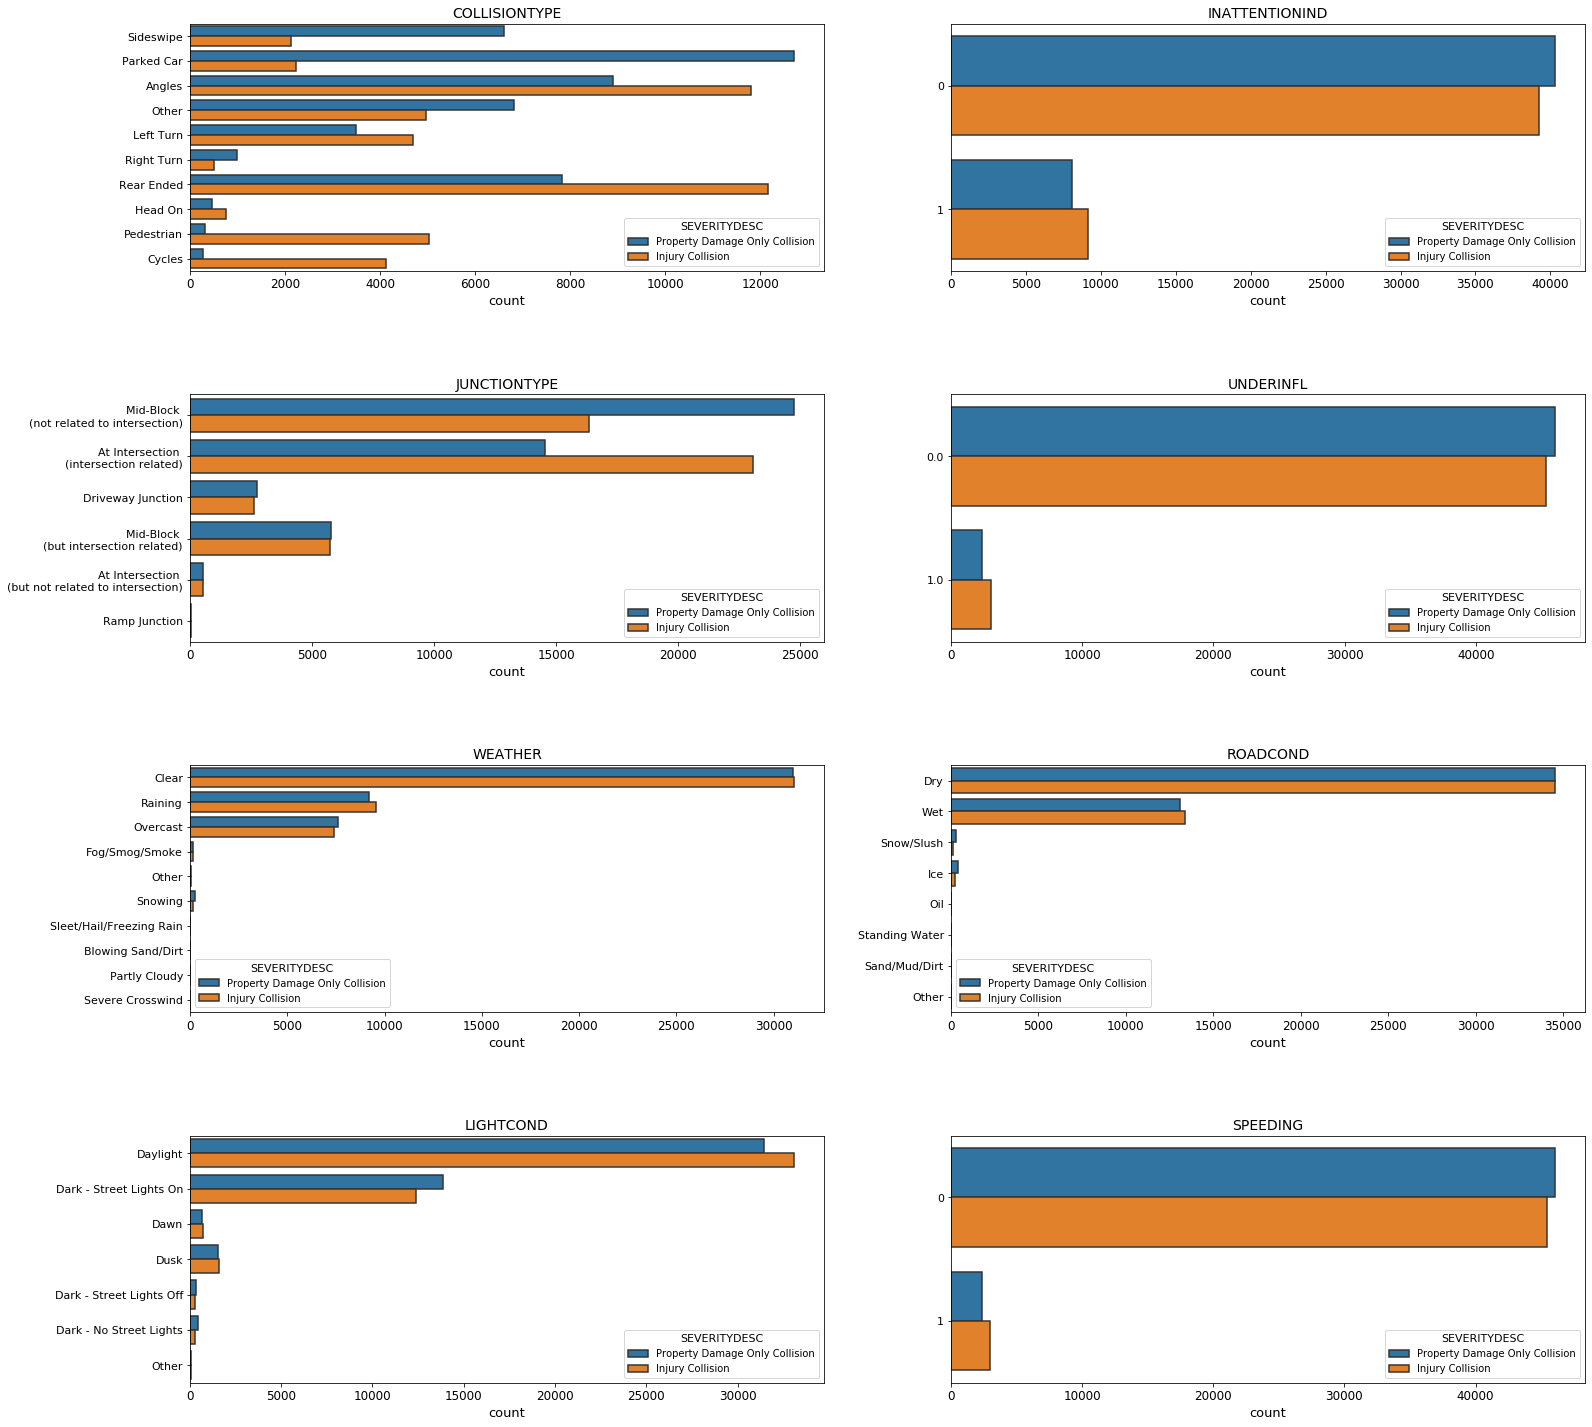 COLLISIONTYPE
Sideswipe
Parked Car
Angles
Other
Left Turn
Right Turn
Rear Ended
Head On
Pedestrian
Cycles
SEVERITYDESC
Property Damage Only Collision
Injury Collision
0 2000 4000 6000 8000 10000 12000
count
INATTENTIONIND
0
1
SEVERITYDESC
Property Damage Only Collision
Injury Collision
0 5000 10000 15000 20000 25000 30000 35000 40000
count
JUNCTIONTYPE
Mid-Block
(not related to intersection)
At Intersection
(intersection related)
Driveway Junction
Mid-Block
(but intersection related)
At Intersection
(but not related to intersection)
Ramp Junction
SEVERITYDESC
Property Damage Only Collision
Injury Collision
0 5000 10000 15000 20000 25000
count
UNDERINFL
0.0
1.0
SEVERITYDESC
Property Damage Only Collision
Injury Collision
0 10000 20000 30000 40000
count
WEATHER
Clear
Raining
Overcast
Fog/Smog/Smoke
Other
Snowing
Sleet/Hail/Freezing Rain
Blowing Sand/Dirt
Partly Cloudy
Severe Crosswind
SEVERITYDESC
Property Damage Only Collision
Injury Collision
0 5000 10000 15000 20000 25000 30000
count
ROADCOND
Dry
Wet
Snow/Slush
Ice
Oil
Standing Water
Sand/Mud/Dirt
Other
SEVERITYDESC
Property Damage Only Collision
Injury Collision
0 5000 10000 15000 20000 25000 30000 35000
count
LIGHTCOND
Daylight
Dark - Street Lights On
Dawn
Dusk
Dark - Street Lights Off
Dark - No Street Lights
Other
SEVERITYDESC
Property Damage Only Collision
Injury Collision
0 5000 10000 15000 20000 25000 30000
count
SPEEDING
0
1
SEVERITYDESC
Property Damage Only Collision
Injury Collision
0 10000 20000 30000 40000
count